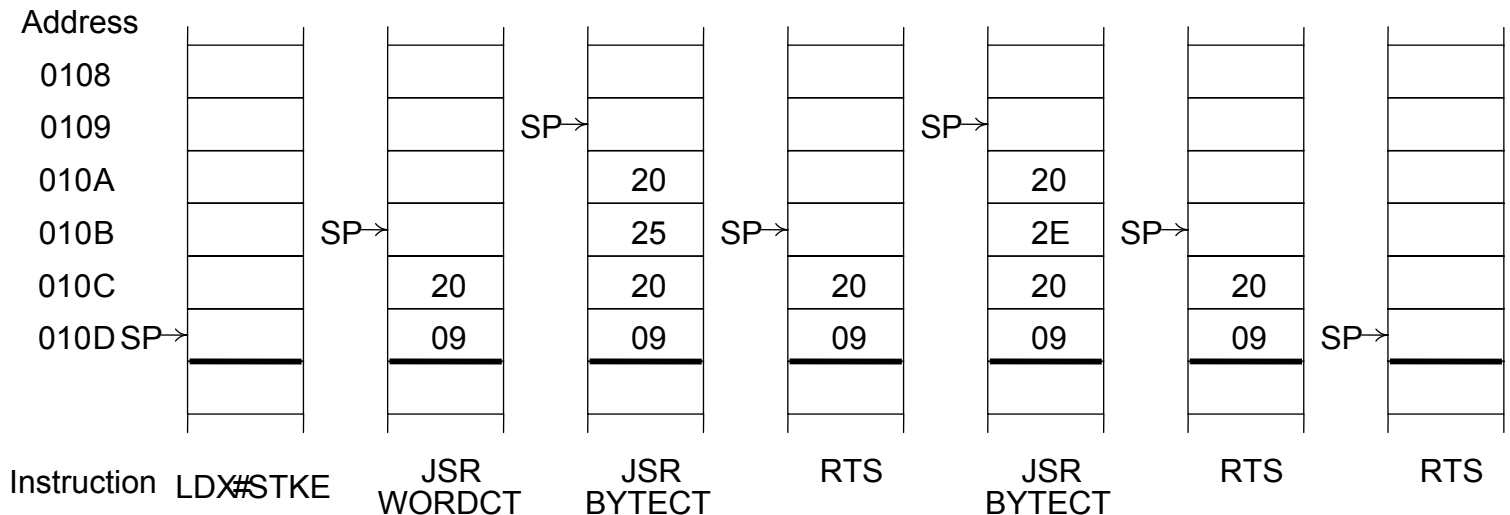 Address
0108
0109 SP SP
010A 20 20
010B SP 25 SP 2E SP
010C 20 20 20 20 20
010D SP 09 09 09 09 09 SP
Instruction LDX#STKE JSR WORDCT JSR BYTECT RTS JSR BYTECT RTS RTS